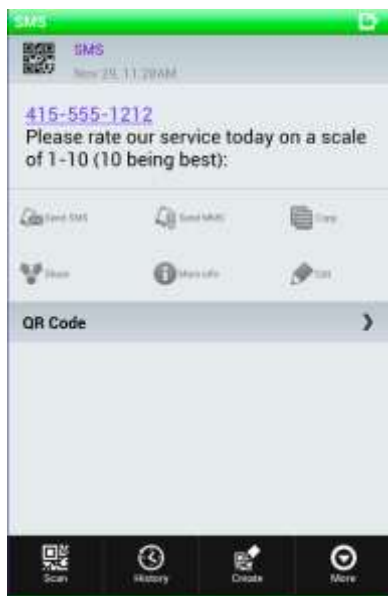 SMS
SMS
Nov 29, 11:28AM
415-555-1212
Please rate our service today on a scale
of 1-10 (10 being best):
Send SMS Send MMS Copy
Share More info Edit
QR Code
Scan History Create More